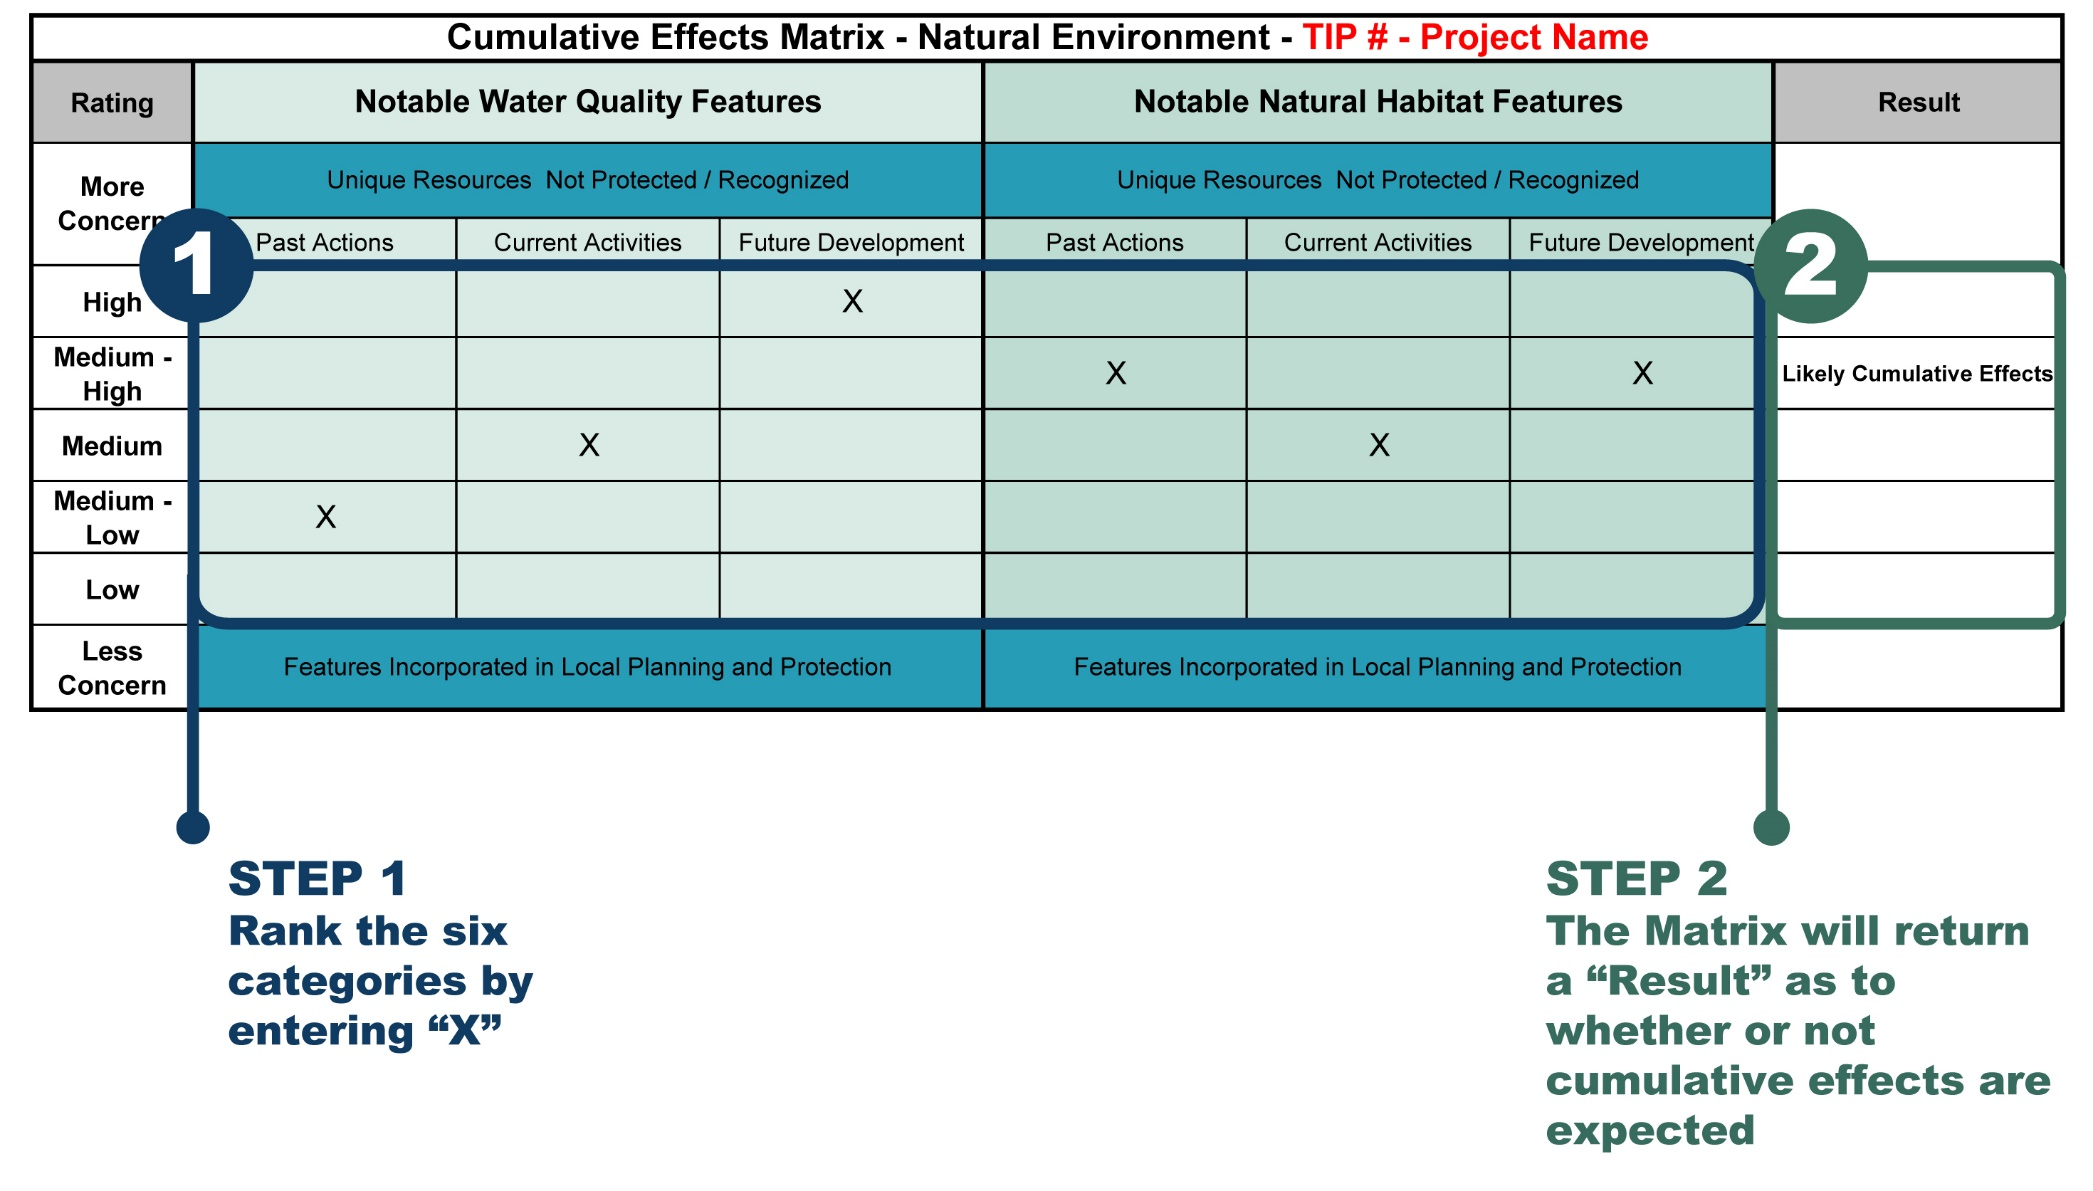 Cumulative Effects Matrix - Natural Environment - TIP # - Project Name
Rating
Notable Water Quality Features
Notable Natural Habitat Features
Result
More
Concern
Unique Resources  Not Protected / Recognized
Unique Resources  Not Protected / Recognized
1
Past Actions
Current Activities
Future Development
Past Actions
Current Activities
Future Development
2
High
X
Medium -
High
X
X
Likely Cumulative Effects
Medium
X
X
Medium -
Low
X
Low
Less
Concern
Features Incorporated in Local Planning and Protection
Features Incorporated in Local Planning and Protection
STEP 1
Rank the six
categories by
entering “X”
STEP 2
The Matrix will return
a “Result” as to
whether or not
cumulative effects are
expected